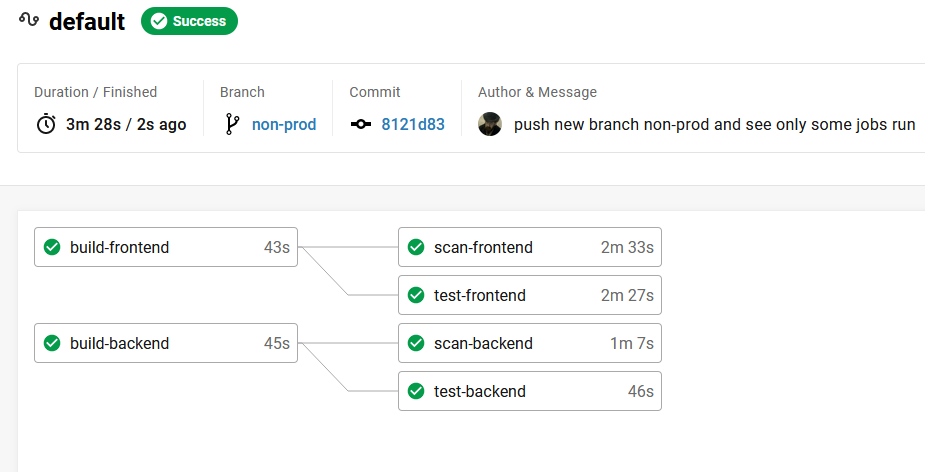 default Success
Duration / Finished Branch Commit Author & Message
3m 28s / 2s ago non-prod 8121d83 push new branch non-prod and see only some jobs run
build-frontend 43s scan-frontend 2m 33s
test-frontend 2m 27s
build-backend 45s scan-backend 1m 7s
test-backend 46s